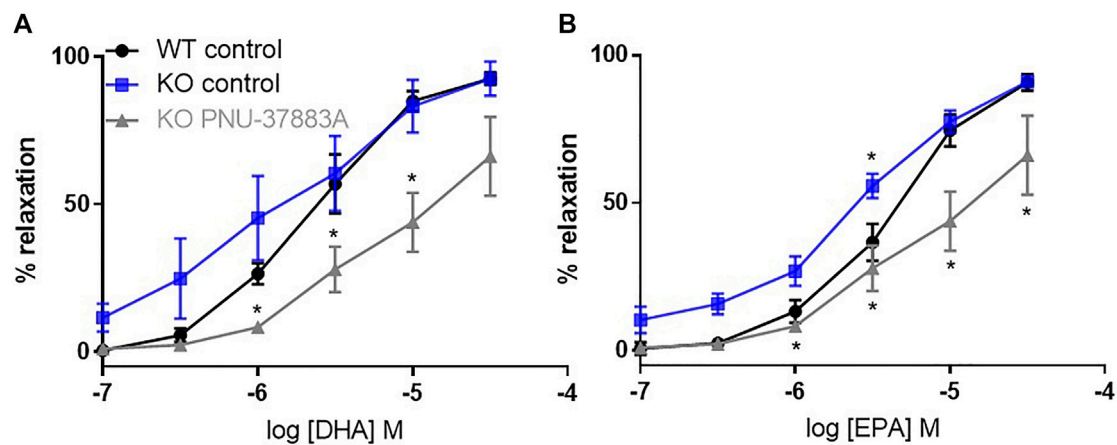 A
WT control
KO control
KO PNU-37883A
% relaxation
100
50
0
* * *
-7 -6 -5 -4
log [DHA] M
B
% relaxation
100
50
0
* * * * *
-7 -6 -5 -4
log [EPA] M